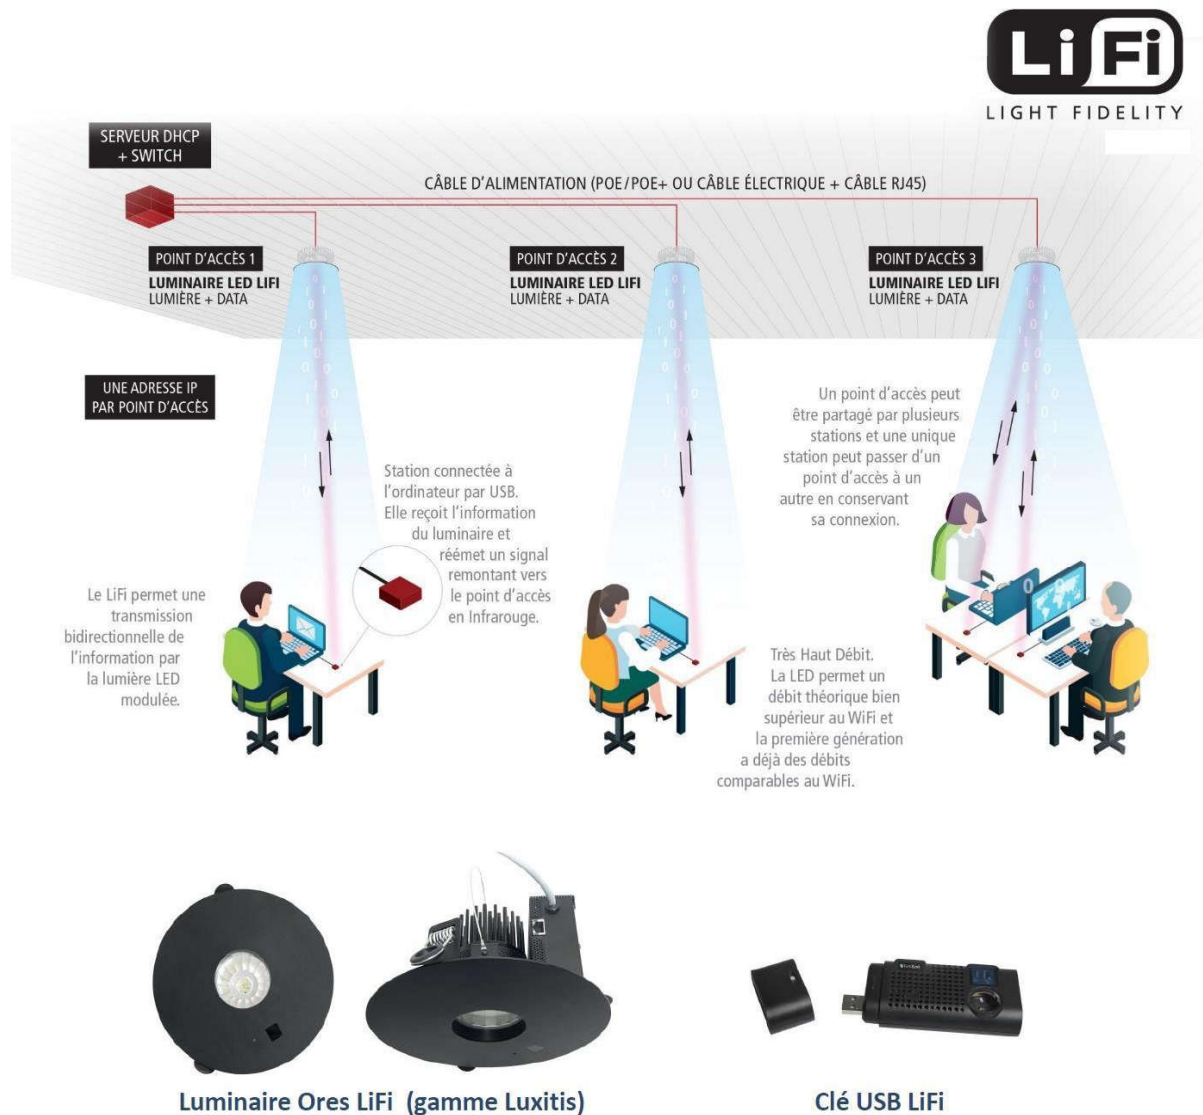 LiFi
LIGHT FIDELITY
SERVEUR DHCP
+ SWITCH
CÂBLE D'ALIMENTATION (POE/POE+ OU CÂBLE ÉLECTRIQUE + CÂBLE RJ45)
POINT D'ACCÈS 1
LUMINAIRE LED LIFI
LUMIÈRE + DATA
POINT D'ACCÈS 2
LUMINAIRE LED LIFI
LUMIÈRE + DATA
POINT D'ACCÈS 3
LUMINAIRE LED LIFI
LUMIÈRE + DATA
UNE ADRESSE IP
PAR POINT D'ACCÈS
Un point d'accès peut
être partagé par plusieurs
stations et une unique
station peut passer d'un
point d'accès à un
autre en conservant
sa connexion.
Station connectée à
l'ordinateur par USB.
Elle reçoit l'information
du luminaire et
réémet un signal
remontant vers
le point d'accès
en Infrarouge.
Le LiFi permet une
transmission
bidirectionnelle de
l'information par
la lumière LED
modulée.
Très Haut Débit.
La LED permet un
débit théorique bien
supérieur au WiFi et
la première génération
a déjà des débits
comparables au WiFi.
Luminaire Ores LiFi (gamme Luxitis)
Clé USB LiFi